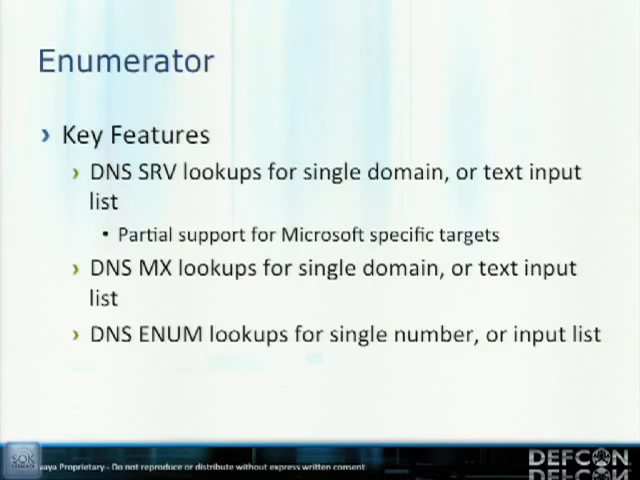 Enumerator
› Key Features
› DNS SRV lookups for single domain, or text input
list
• Partial support for Microsoft specific targets
› DNS MX lookups for single domain, or text input
list
› DNS ENUM lookups for single number, or input list
Proprietary - Do not reproduce or distribute without express written consent
DEFCON